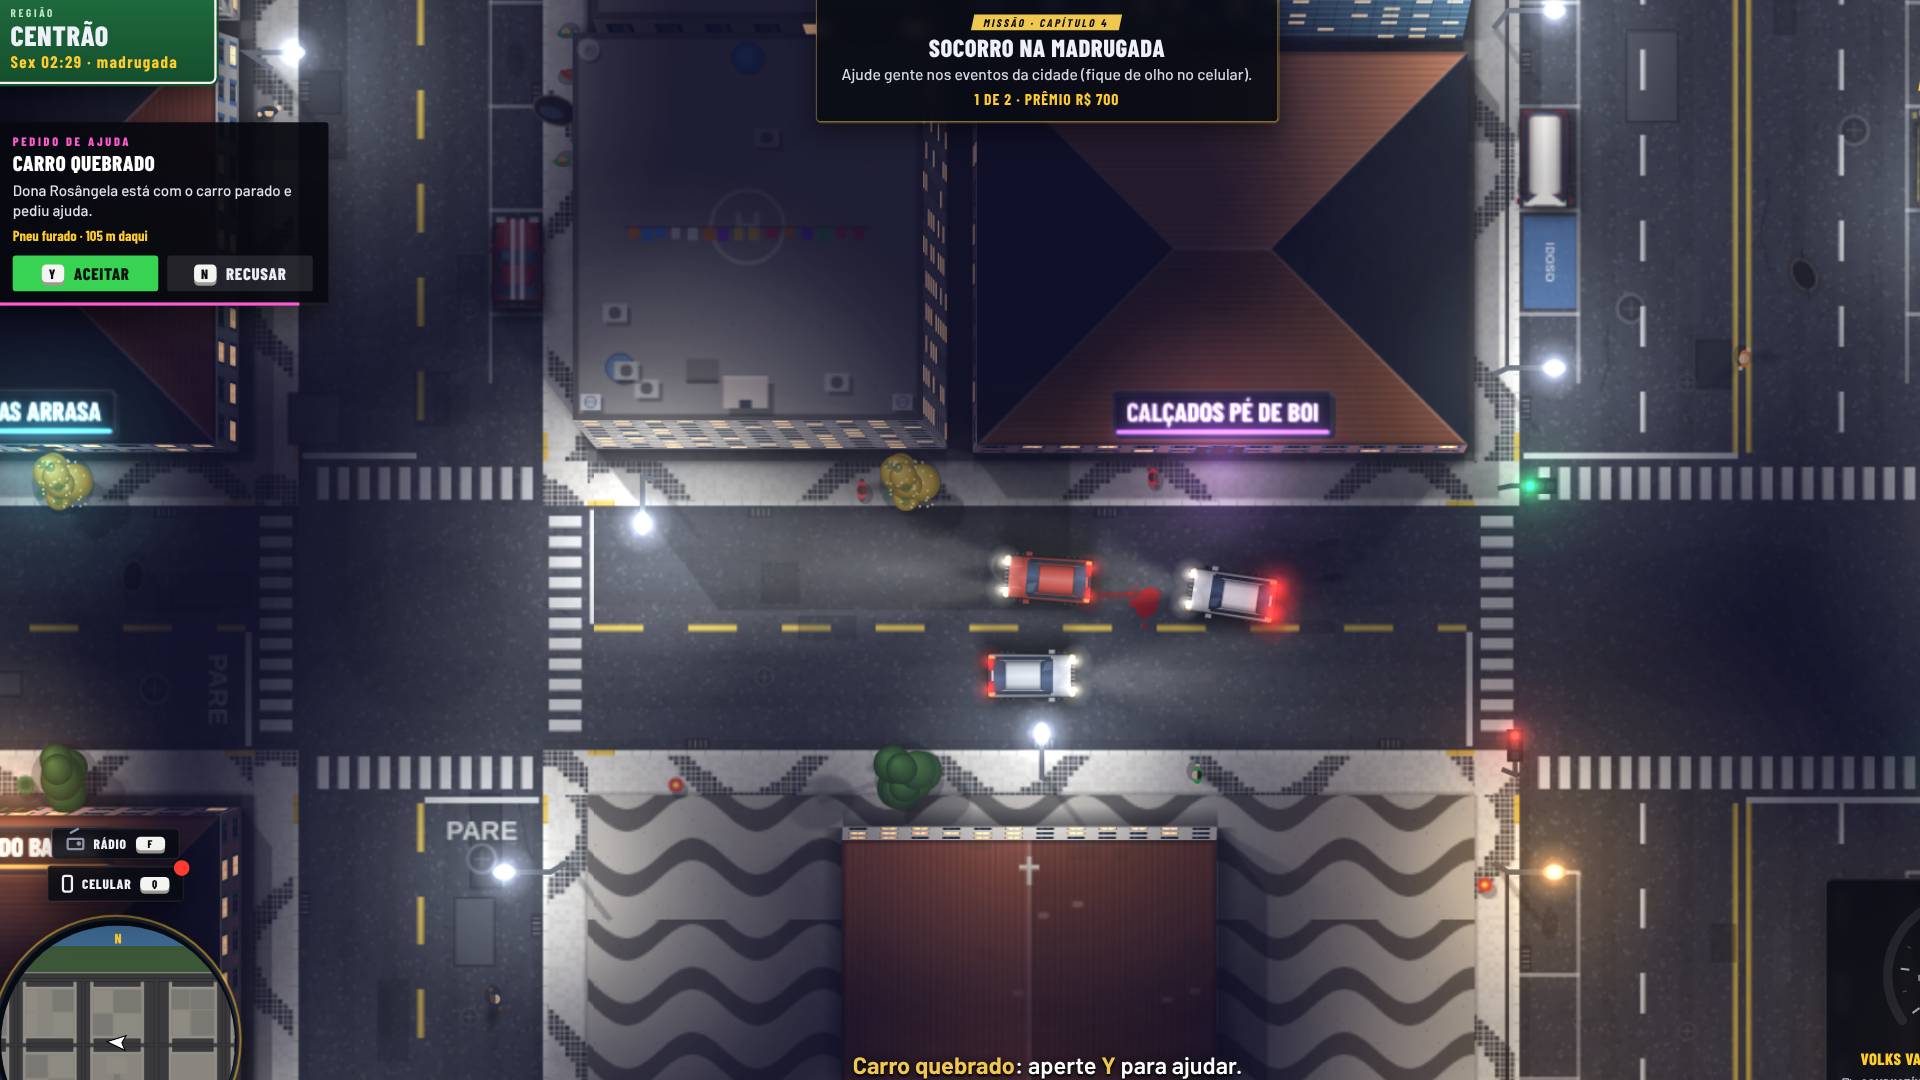 REGIÃO
CENTRÃO
Sex 02:29 · madrugada
MISSÃO · CAPÍTULO 4
SOCORRO NA MADRUGADA
Ajude gente nos eventos da cidade (fique de olho no celular).
1 DE 2 · PRÊMIO R$ 700
PEDIDO DE AJUDA
CARRO QUEBRADO
Dona Rosângela está com o carro parado e
pediu ajuda.
Pneu furado · 105 m daqui
Y ACEITAR
N RECUSAR
H
IDOSO
AS ARRASA
CALÇADOS PÉ DE BOI
PARE
PARE
DO BA
RÁDIO F
CELULAR Q
N
Carro quebrado: aperte Y para ajudar.
VOLKS VA